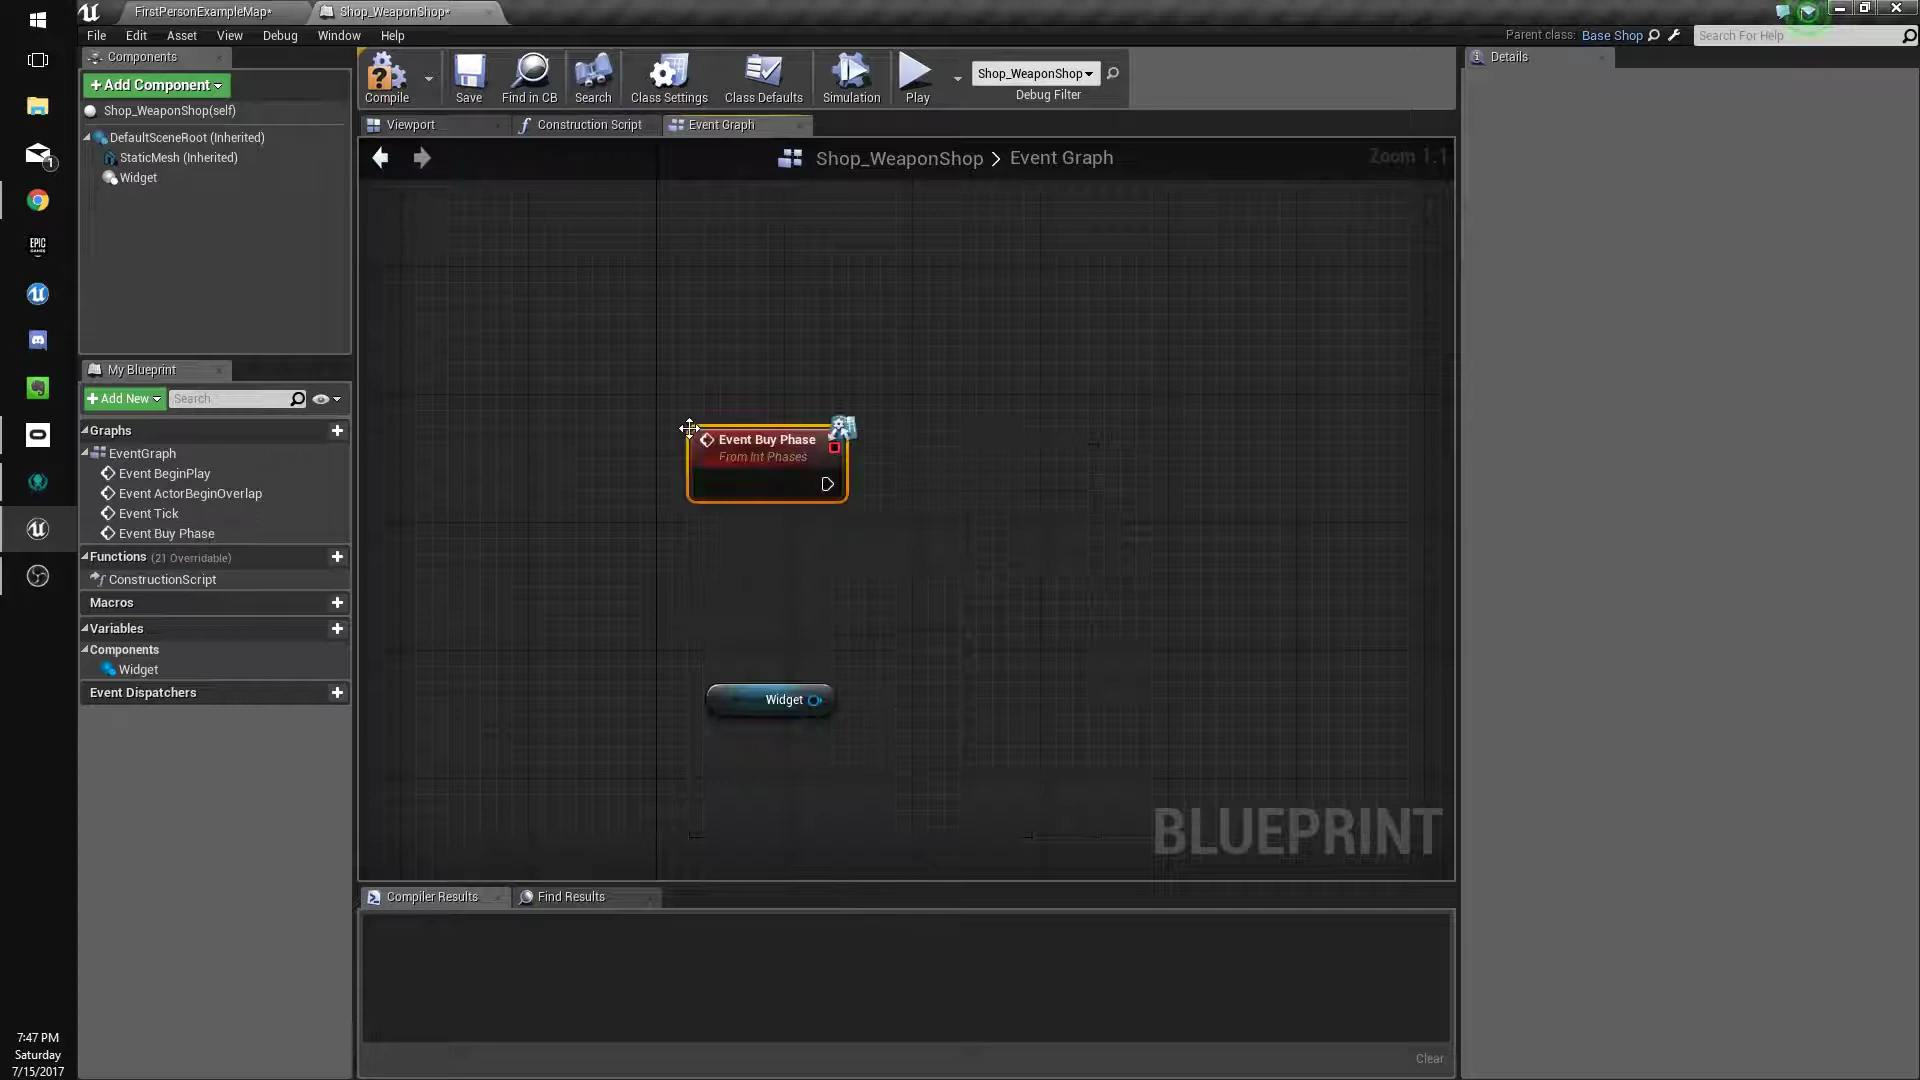 FirstPersonExampleMap*
Shop_WeaponShop*
File Edit Asset View Debug Window Help
Parent class: Base Shop
Search For Help
Components
+Add Component
Shop_WeaponShop(self)
DefaultSceneRoot (Inherited)
StaticMesh (Inherited)
Widget
Compile
Save
Find in CB
Search
Class Settings
Class Defaults
Simulation
Play
Shop_WeaponShop
Debug Filter
Details
Viewport
Construction Script
Event Graph
Shop_WeaponShop > Event Graph
Zoom 1:1
My Blueprint
+Add New
Search
Graphs
EventGraph
Event BeginPlay
Event ActorBeginOverlap
Event Tick
Event Buy Phase
Functions (21 Overridable)
ConstructionScript
Macros
Variables
Components
Widget
Event Dispatchers
Event Buy Phase
From Int Phases
Widget
BLUEPRINT
Compiler Results
Find Results
Clear
EPIC
GAMES
1
7:47 PM
Saturday
7/15/2017